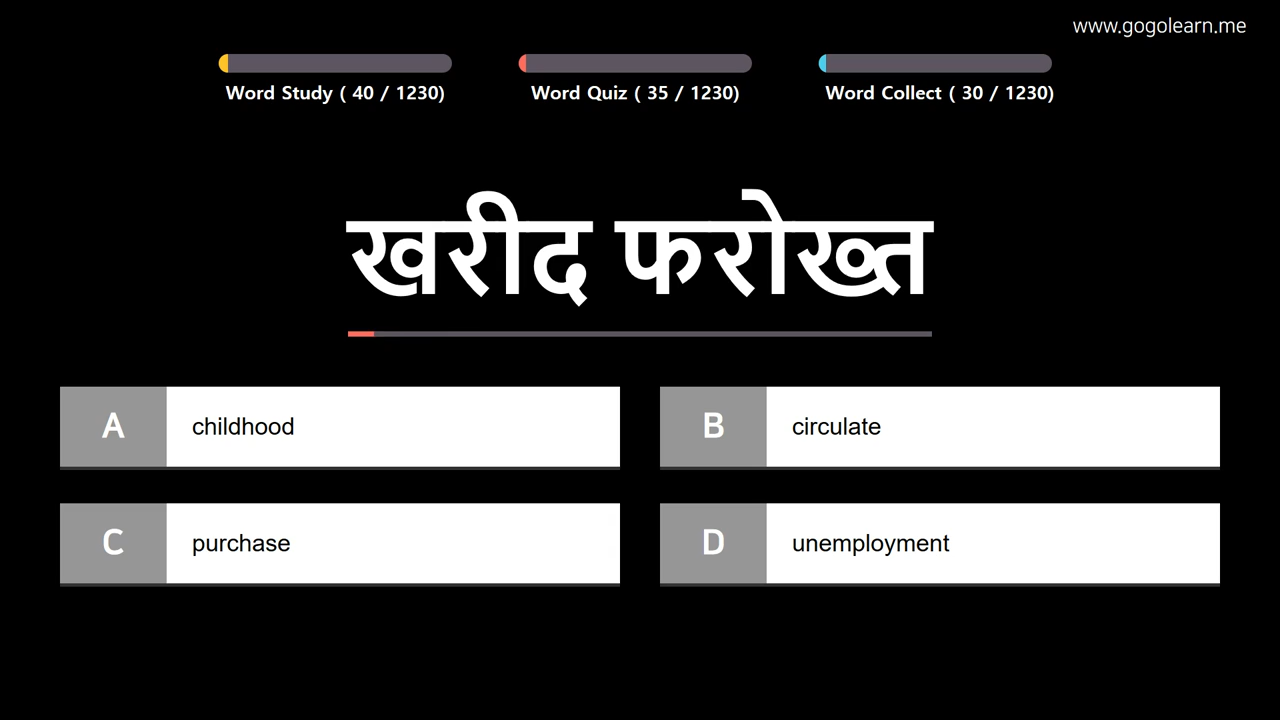 www.gogolearn.me
Word Study ( 40 / 1230)
Word Quiz ( 35 / 1230)
Word Collect ( 30 / 1230)
खरीद फरोख्त
A
childhood
B
circulate
C
purchase
D
unemployment